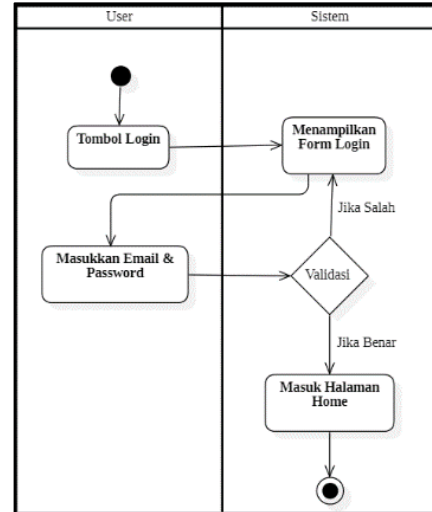 User
Sistem
Tombol Login
Menampilkan
Form Login
Jika Salah
Masukkan Email &
Password
Validasi
Jika Benar
Masuk Halaman
Home